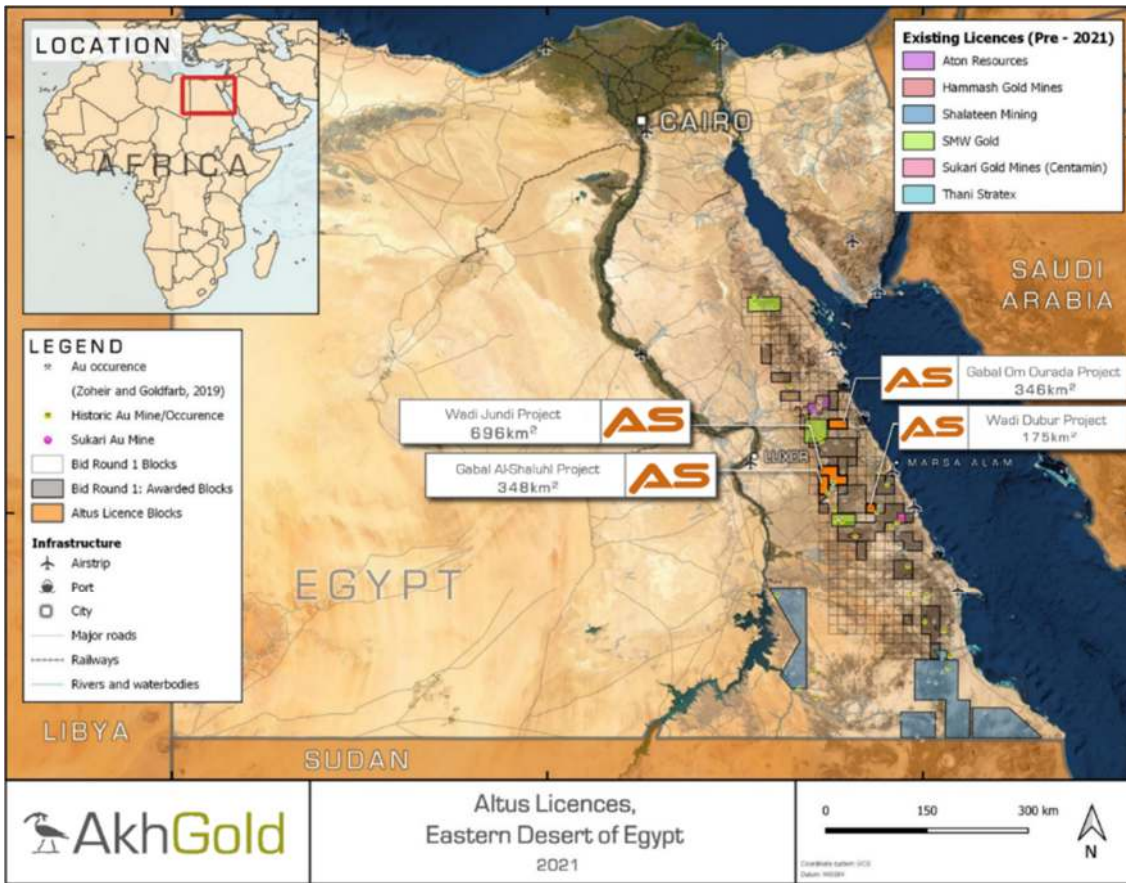 LOCATION
AFRICA
Existing Licences (Pre - 2021)
Aton Resources
Hammash Gold Mines
Shalateen Mining
SMW Gold
Sukari Gold Mines (Centamin)
Thani Stratex
CAIRO
SAUDI
ARABIA
LEGEND
Au occurence
(Zoheir and Goldfarb, 2019)
Historic Au Mine/Occurence
Sukari Au Mine
Bid Round 1 Blocks
Bid Round 1: Awarded Blocks
Altus Licence Blocks
Infrastructure
Airstrip
Port
City
Major roads
Railways
Rivers and waterbodies
Gabal Om Ourada Project
346km²
AS
Wadi Dubur Project
175km²
AS
Wadi Jundi Project
696km²
AS
Gabal Al-Shaluhl Project
348km²
AS
LUXOR
MARSA ALAM
EGYPT
LIBYA
SUDAN
AkhGold
Altus Licences,
Eastern Desert of Egypt
2021
0 150 300 km
N